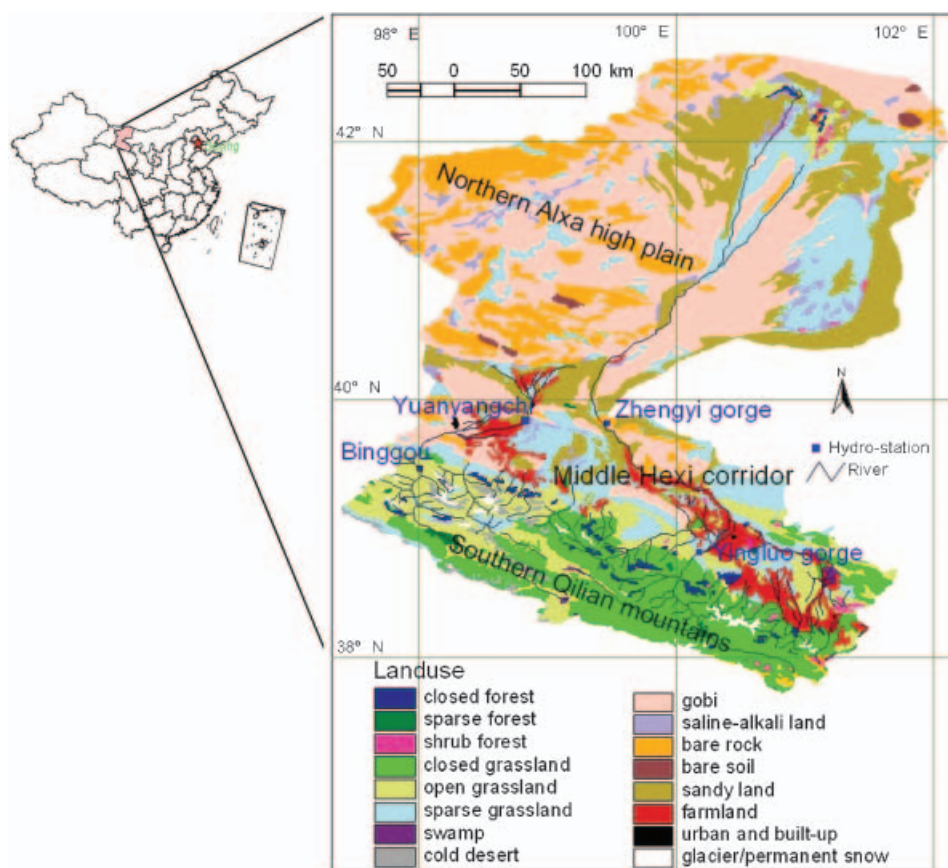 98° E
100° E
102° E
50 0 50 100 km
42° N
Northern Alxa high plain
40° N
N
Yuanyangchi
Zhengyi gorge
Hydro-station
River
Binggou
Middle Hexi corridor
Yingluo gorge
Southern Qilian mountains
38° N
Landuse
closed forest
sparse forest
shrub forest
closed grassland
open grassland
sparse grassland
swamp
cold desert
gobi
saline-alkali land
bare rock
bare soil
sandy land
farmland
urban and built-up
glacier/permanent snow